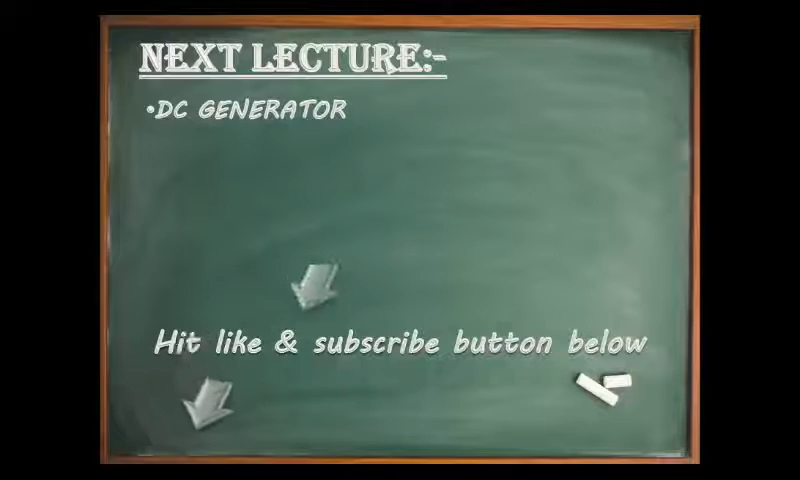 NEXT LECTURE:-
•DC GENERATOR
Hit like & subscribe button below